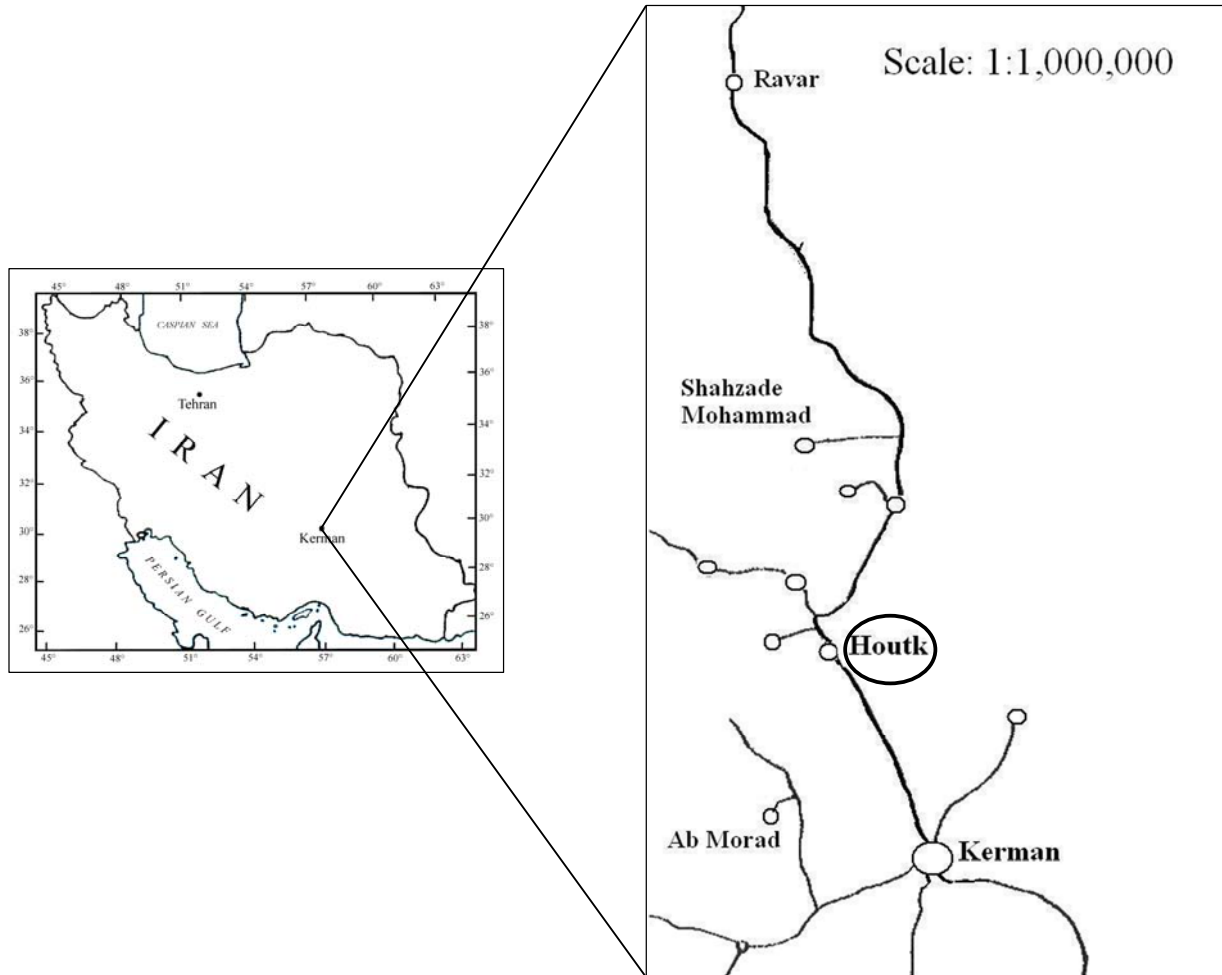 Scale: 1:1,000,000
Ravar
Shahzade
Mohammad
Houtk
Ab Morad
Kerman
45° 48° 51° 54° 57° 60° 63°
CASPIAN SEA
38° 38°
36° 36°
Tehran
34° 34°
IRAN
32° 32°
30° 30°
Kerman
28° 28°
PERSIAN GULF
26° 26°
45° 48° 51° 54° 57° 60° 63°